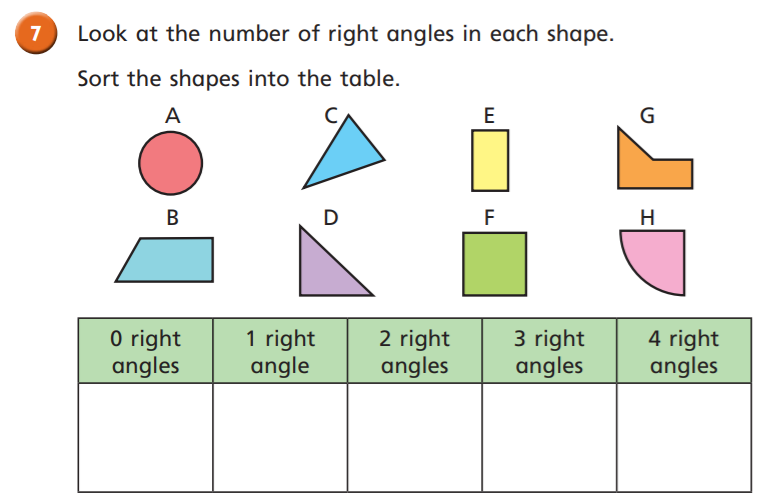 7 Look at the number of right angles in each shape.
Sort the shapes into the table.
A C E G
B D F H
0 right angles
1 right angle
2 right angles
3 right angles
4 right angles